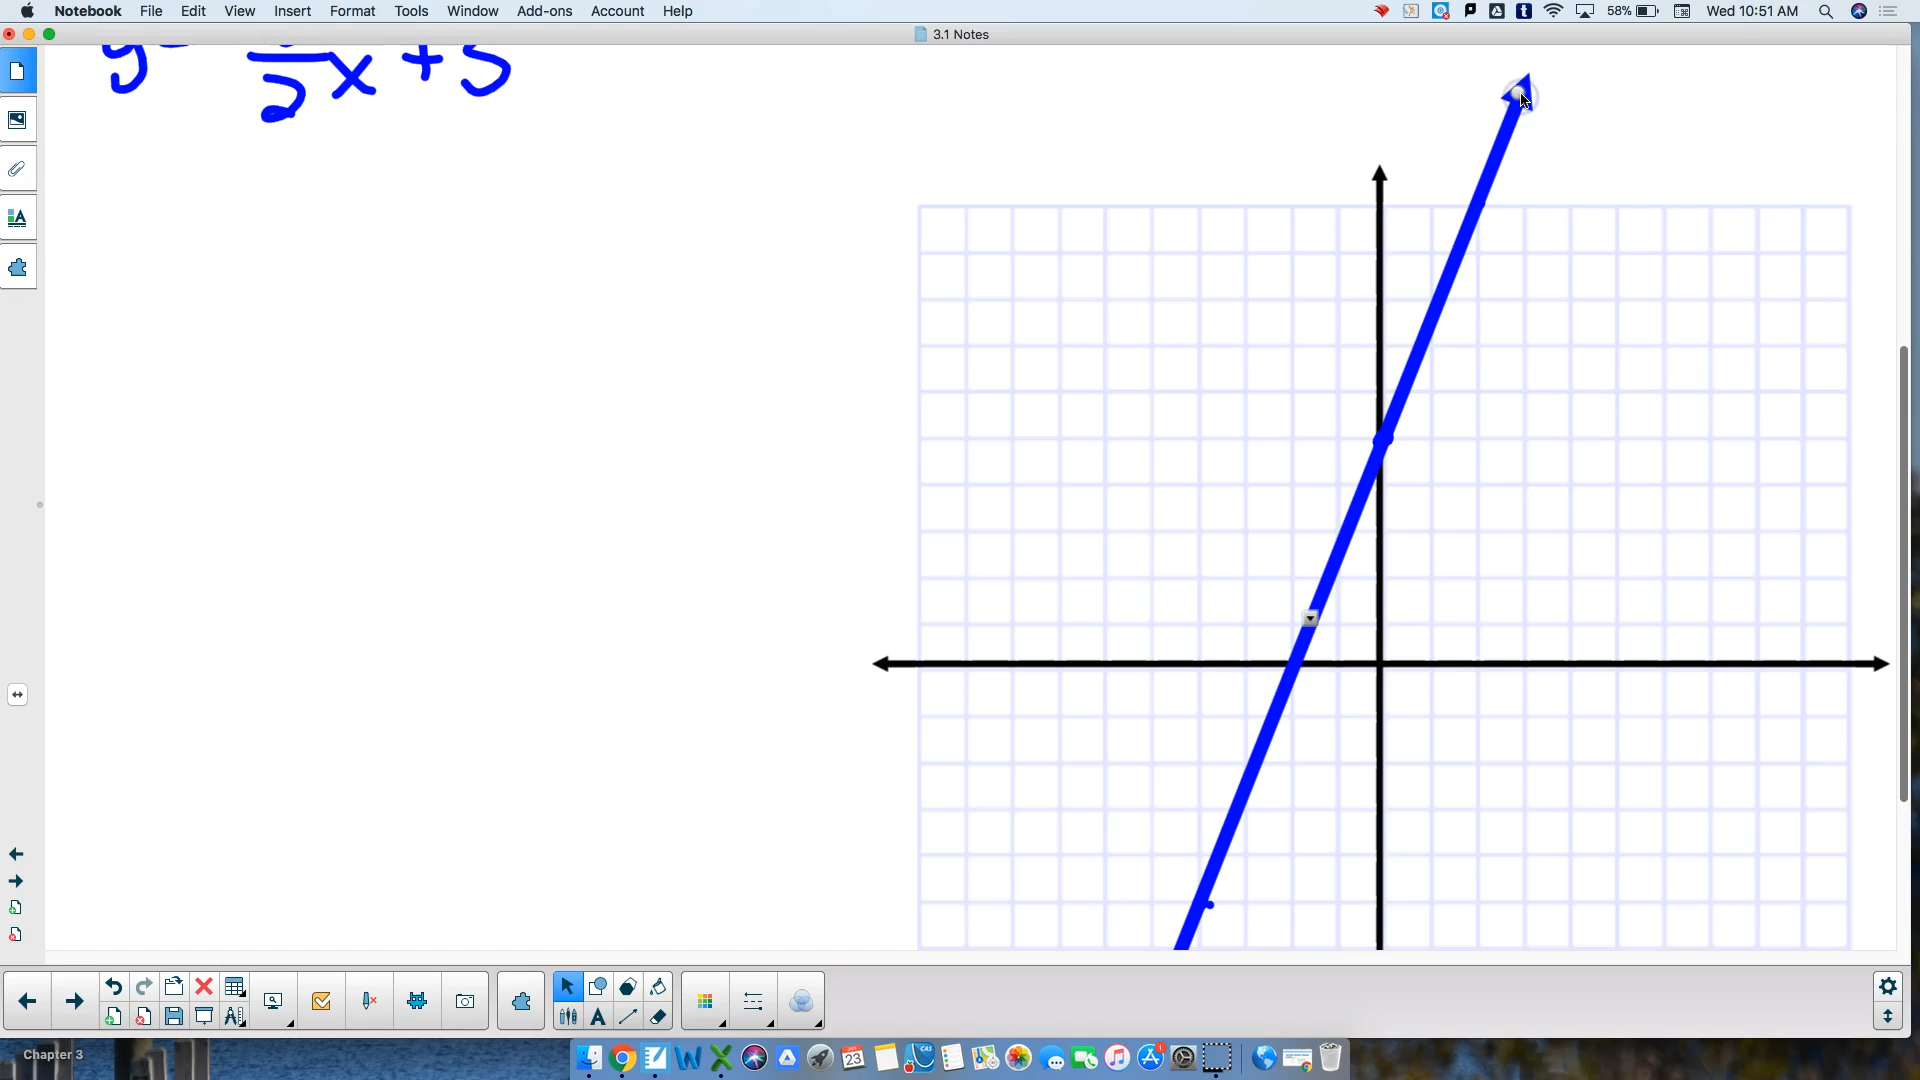 Notebook File Edit View Insert Format Tools Window Add-ons Account Help 58% Wed 10:51 AM
3.1 Notes
2x + 5
Chapter 3